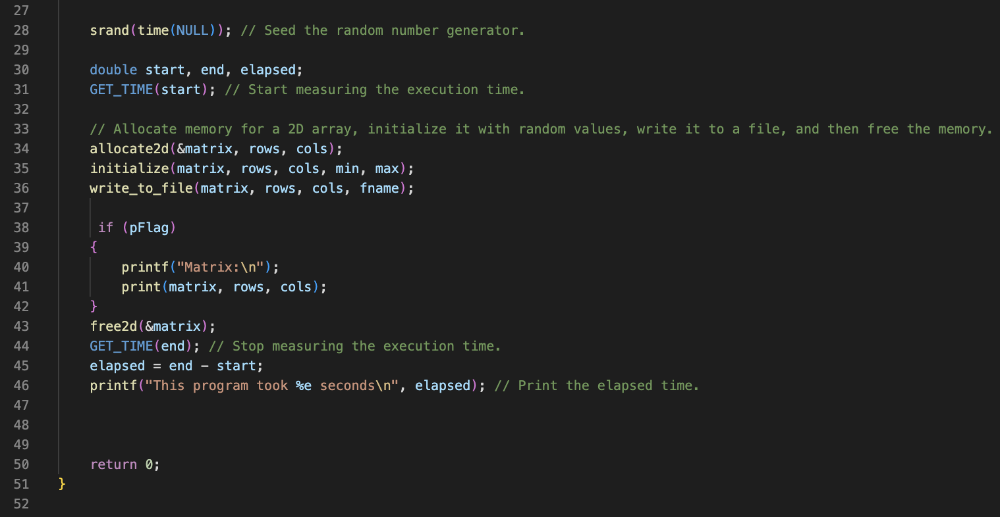 27
28 srand(time(NULL)); // Seed the random number generator.
29
30 double start, end, elapsed;
31 GET_TIME(start); // Start measuring the execution time.
32
33 // Allocate memory for a 2D array, initialize it with random values, write it to a file, and then free the memory.
34 allocate2d(&matrix, rows, cols);
35 initialize(matrix, rows, cols, min, max);
36 write_to_file(matrix, rows, cols, fname);
37
38 if (pFlag)
39 {
40 printf("Matrix:\n");
41 print(matrix, rows, cols);
42 }
43 free2d(&matrix);
44 GET_TIME(end); // Stop measuring the execution time.
45 elapsed = end - start;
46 printf("This program took %e seconds\n", elapsed); // Print the elapsed time.
47
48
49
50 return 0;
51 }
52